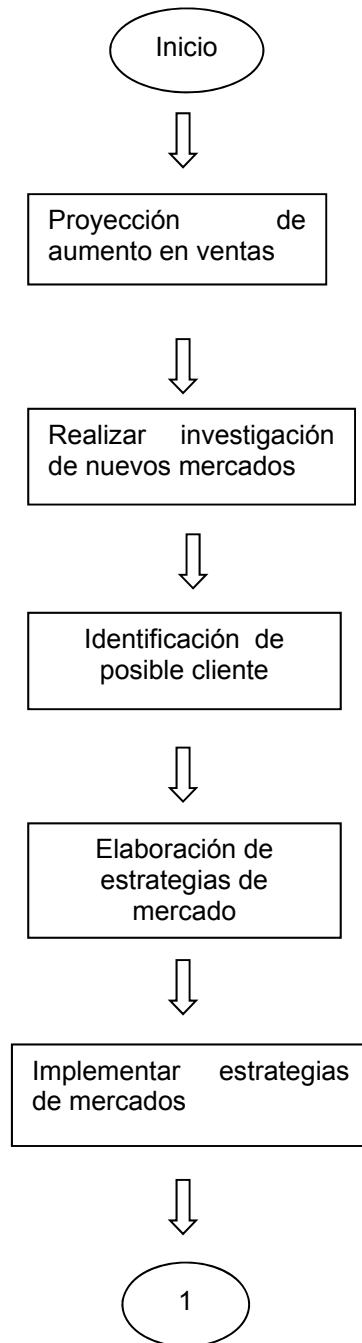 Inicio
Proyección de
aumento en ventas
Realizar investigación
de nuevos mercados
Identificación de
posible cliente
Elaboración de
estrategias de
mercado
Implementar estrategias
de mercados
1